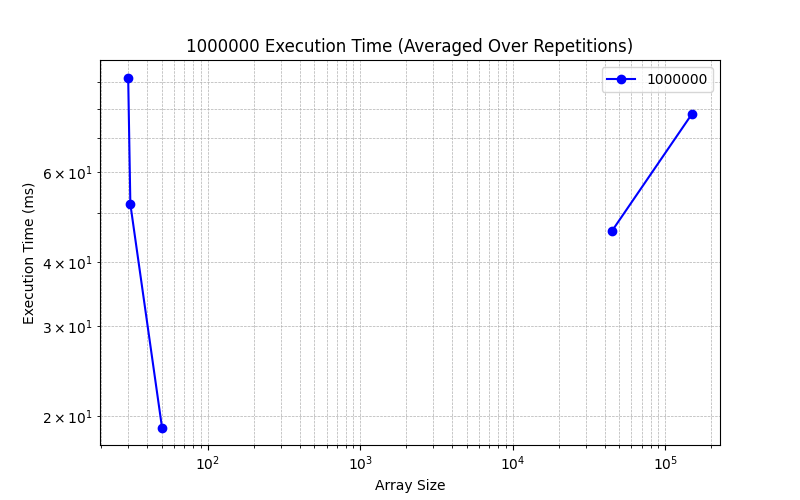 1000000 Execution Time (Averaged Over Repetitions)
1000000
Execution Time (ms)
6 × 10¹
4 × 10¹
3 × 10¹
2 × 10¹
10² 10³ 10⁴ 10⁵
Array Size